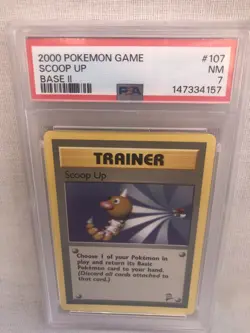 2000 POKEMON GAME #107
SCOOP UP NM
BASE II 7
PSA 147334157
TRAINER
Scoop Up
Choose 1 of your Pokémon in
play and return its Basic
Pokémon card to your hand.
(Discard all cards attached to
that card.)